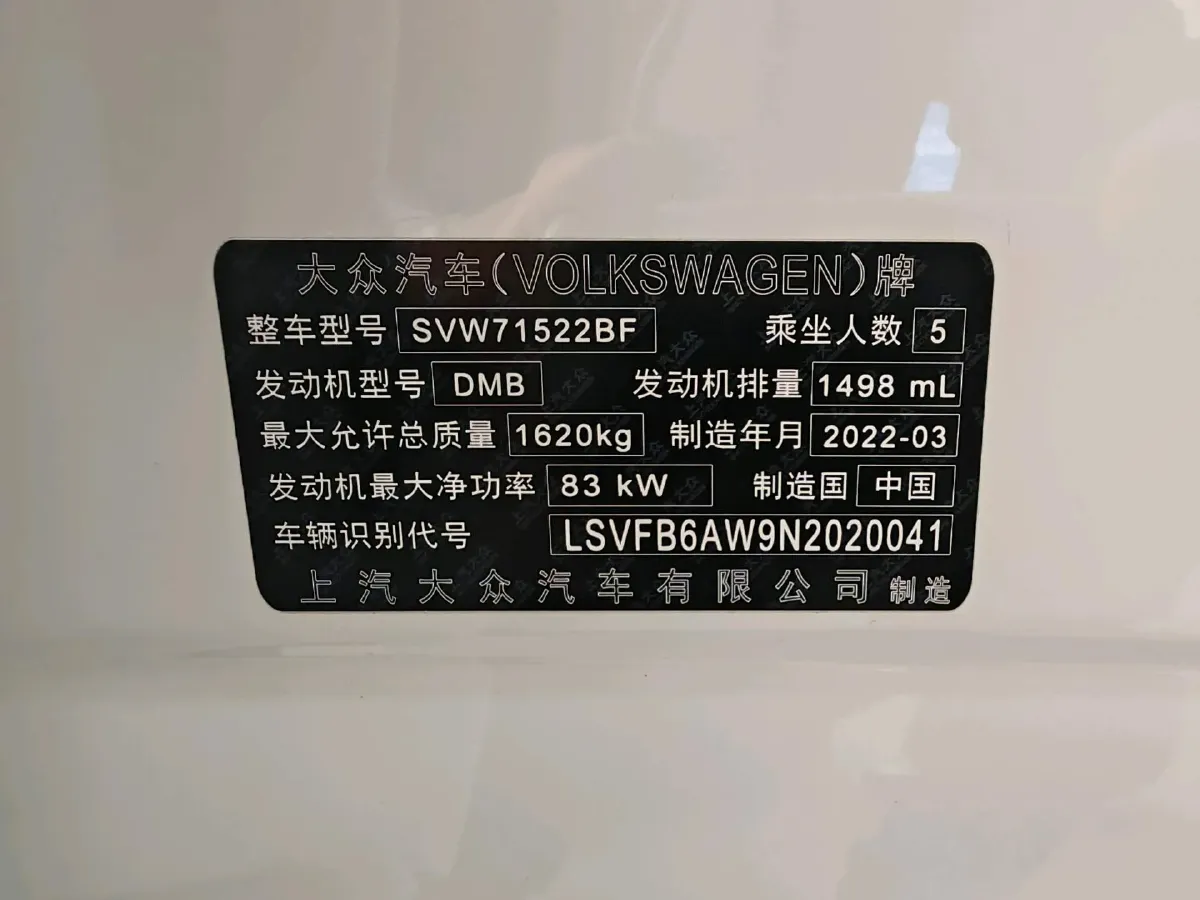 大众汽车(VOLKSWAGEN)牌
整车型号 SVW71522BF 乘坐人数 5
发动机型号 DMB 发动机排量 1498 mL
最大允许总质量 1620kg 制造年月 2022-03
发动机最大净功率 83 kW 制造国 中国
车辆识别代号 LSVFB6AW9N2020041
上汽大众汽车有限公司 制造